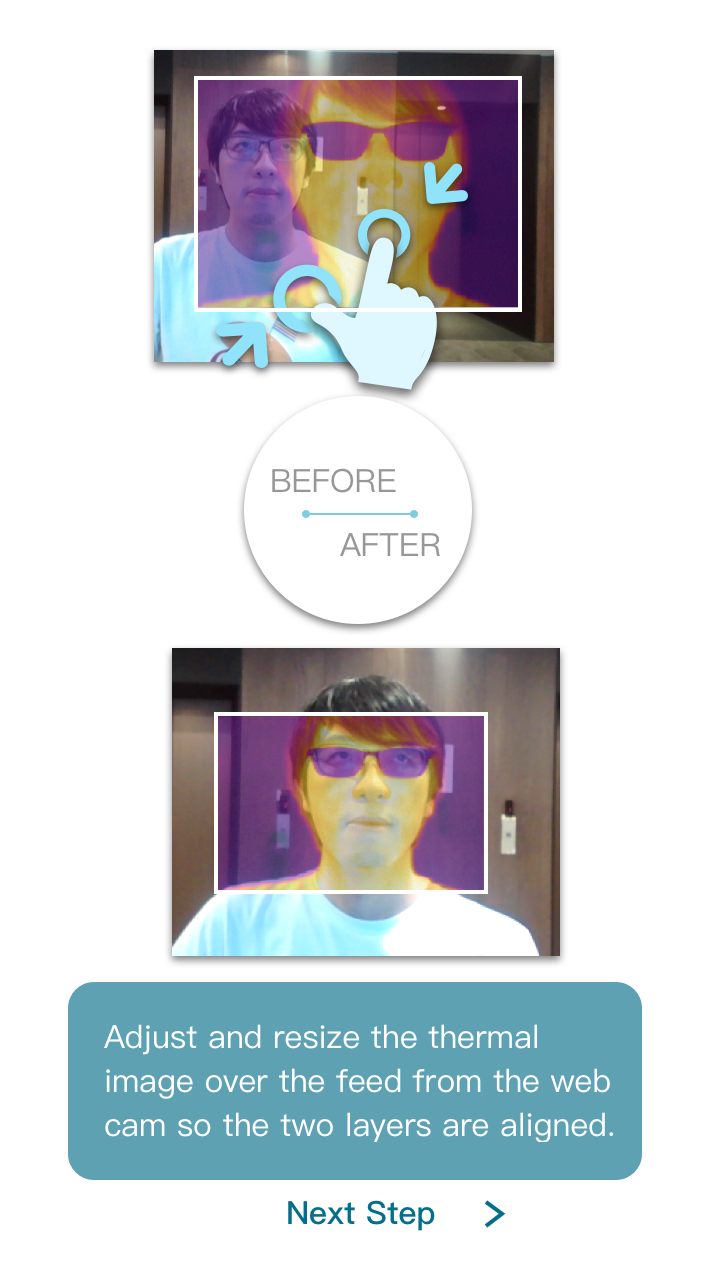 BEFORE
AFTER
Adjust and resize the thermal
image over the feed from the web
cam so the two layers are aligned.
Next Step